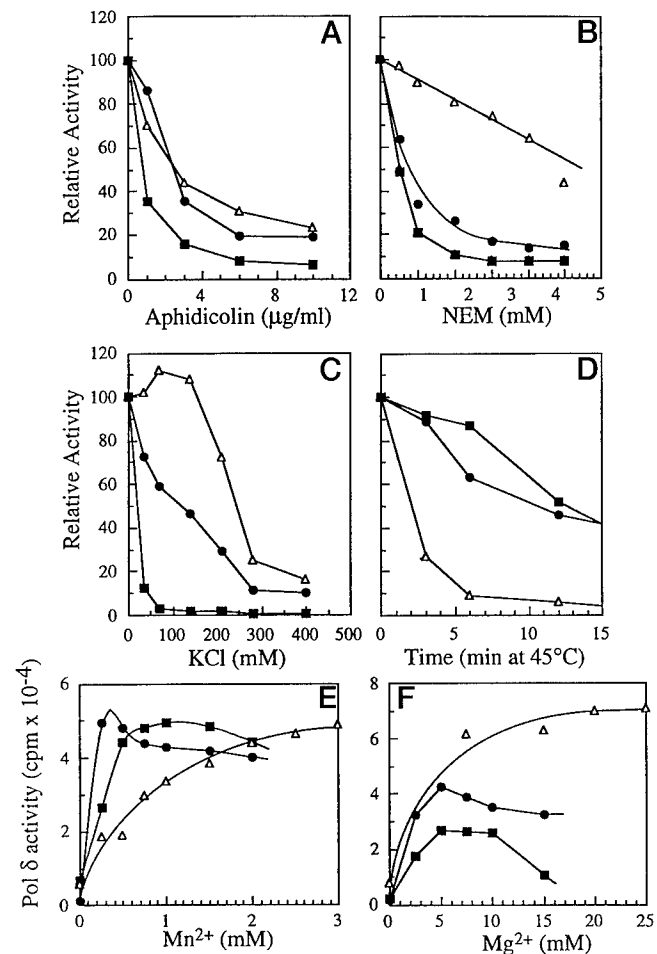 A
B
Relative Activity
120
100
80
60
40
20
0
0 4 8 12
Aphidicolin (µg/ml)
0 1 2 3 4 5
NEM (mM)
C
D
Relative Activity
120
100
80
60
40
20
0
0 100 200 300 400 500
KCl (mM)
0 5 10 15
Time (min at 45°C)
E
F
Pol δ activity (cpm x 10-4)
6
4
2
0
0 1 2 3
Mn2+ (mM)
8
6
4
2
0
0 5 10 15 20 25
Mg2+ (mM)